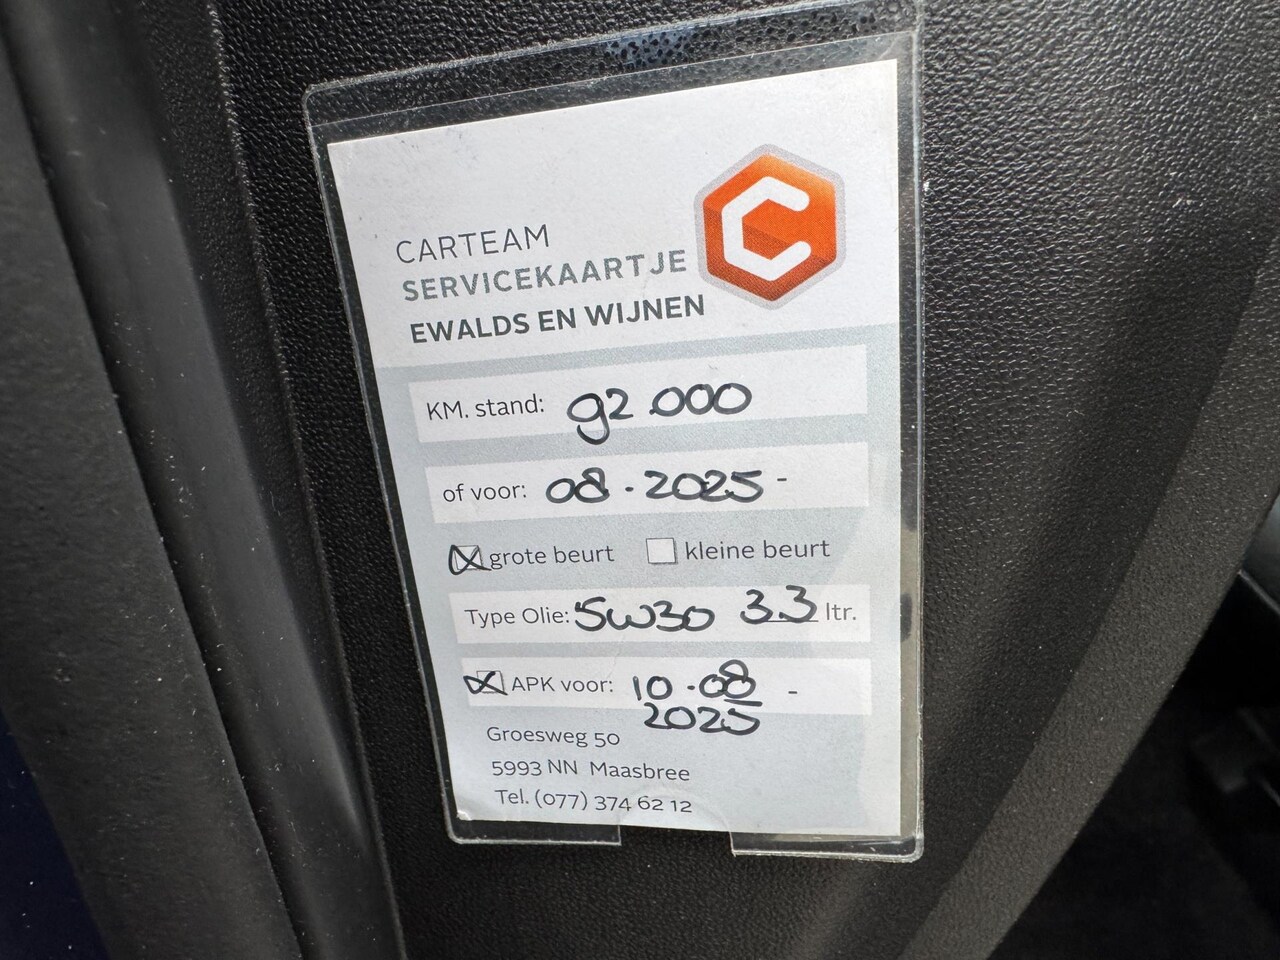 CARTEAM
SERVICEKAARTJE
EWALDS EN WIJNEN
KM. stand: 92.000
of voor: 08.2025-
grote beurt kleine beurt
Type Olie: 5W30 3.3 ltr.
APK voor: 10-08-
2025
Groesweg 50
5993 NN Maasbree
Tel. (077) 374 62 12